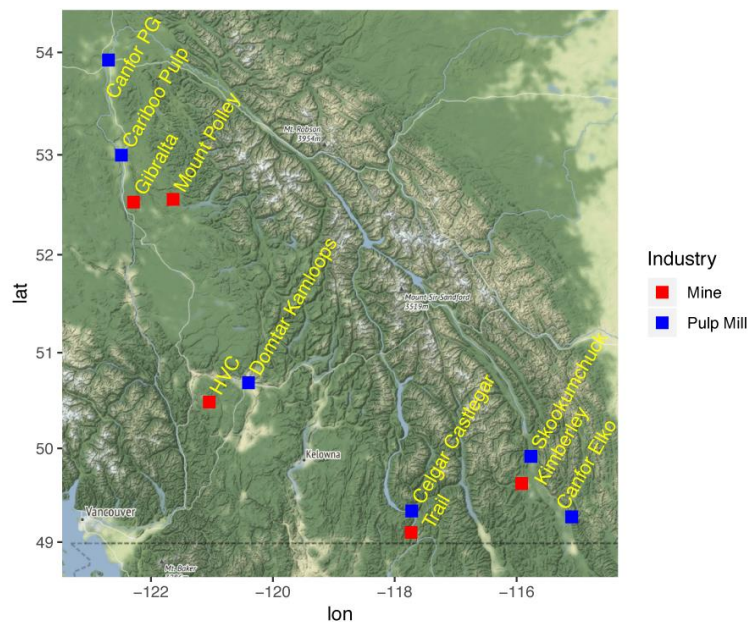 54
53
52
51
50
49
lat
−122
−120
−118
−116
lon
Canfor PG
Cariboo Pulp
Gibralta
Mount Polley
Mt. Robson
3954m
Domtar Kamloops
HVC
Mount Sir Sandford
3519m
Kelowna
Celgar Castlegar
Trail
Skookumchuck
Kimberley
Canfor Elko
Vancouver
Mt. Baker
Industry
Mine
Pulp Mill